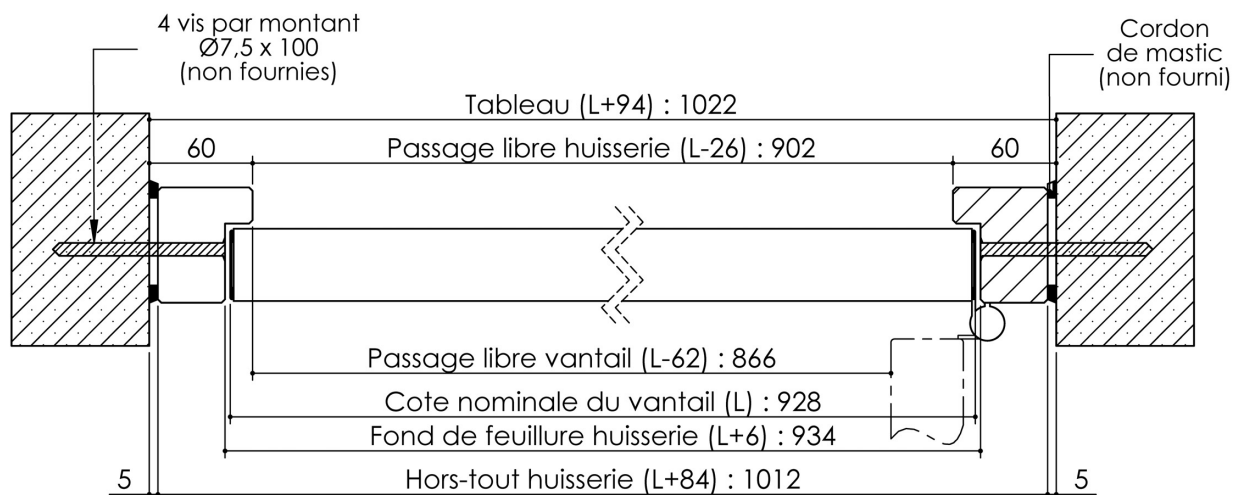 4 vis par montant
Ø7,5 x 100
(non fournies)
Cordon
de mastic
(non fourni)
Tableau (L+94) : 1022
60
Passage libre huisserie (L-26) : 902
60
Passage libre vantail (L-62) : 866
Cote nominale du vantail (L) : 928
Fond de feuillure huisserie (L+6) : 934
5
Hors-tout huisserie (L+84) : 1012
5